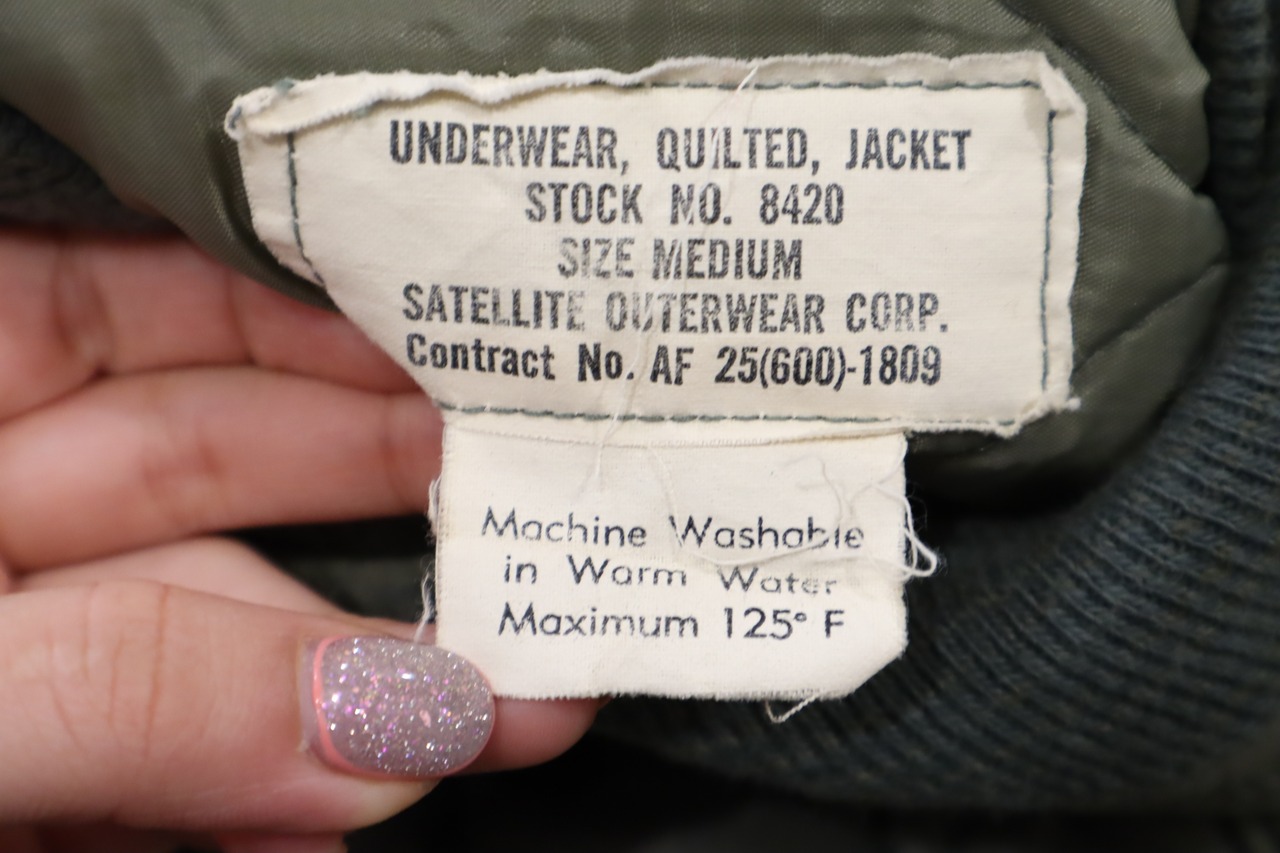 UNDERWEAR, QUILTED, JACKET
STOCK NO. 8420
SIZE MEDIUM
SATELLITE OUTERWEAR CORP.
Contract No. AF 25(600)-1809
Machine Washable
in Warm Water
Maximum 125° F